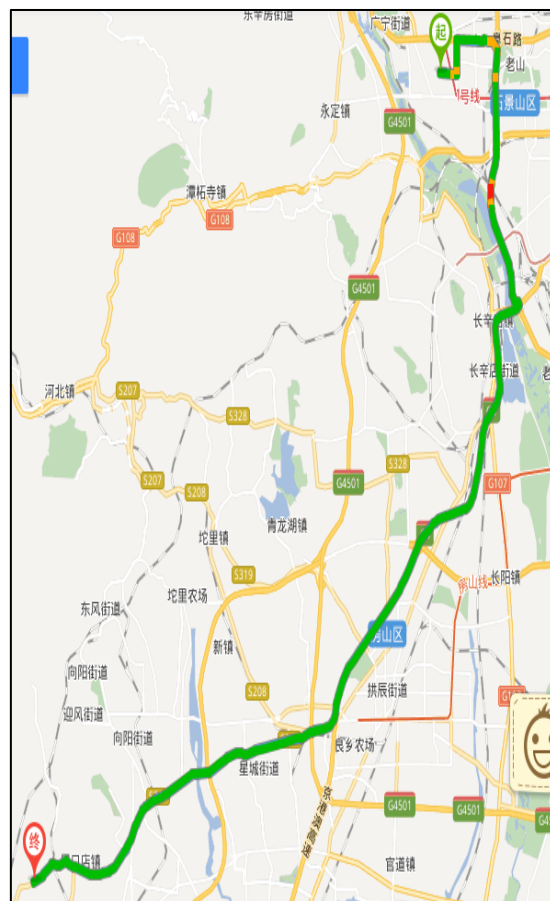 东辛房街道
广宁街道
起
石路
老山
1号线
石景山区
永定镇
G4501
潭柘寺镇
G108
G108
G4501
长辛店镇
长辛店街道
老
河北镇
S207
S328
S328
G4501
G107
S207
S208
青龙湖镇
坨里镇
房山线
长阳镇
S319
坨里农场
东风街道
新镇
房山区
向阳街道
S208
拱辰街道
迎风街道
向阳街道
良乡农场
星城街道
京港澳高速
G4501
G4501
终
口店镇
官道镇